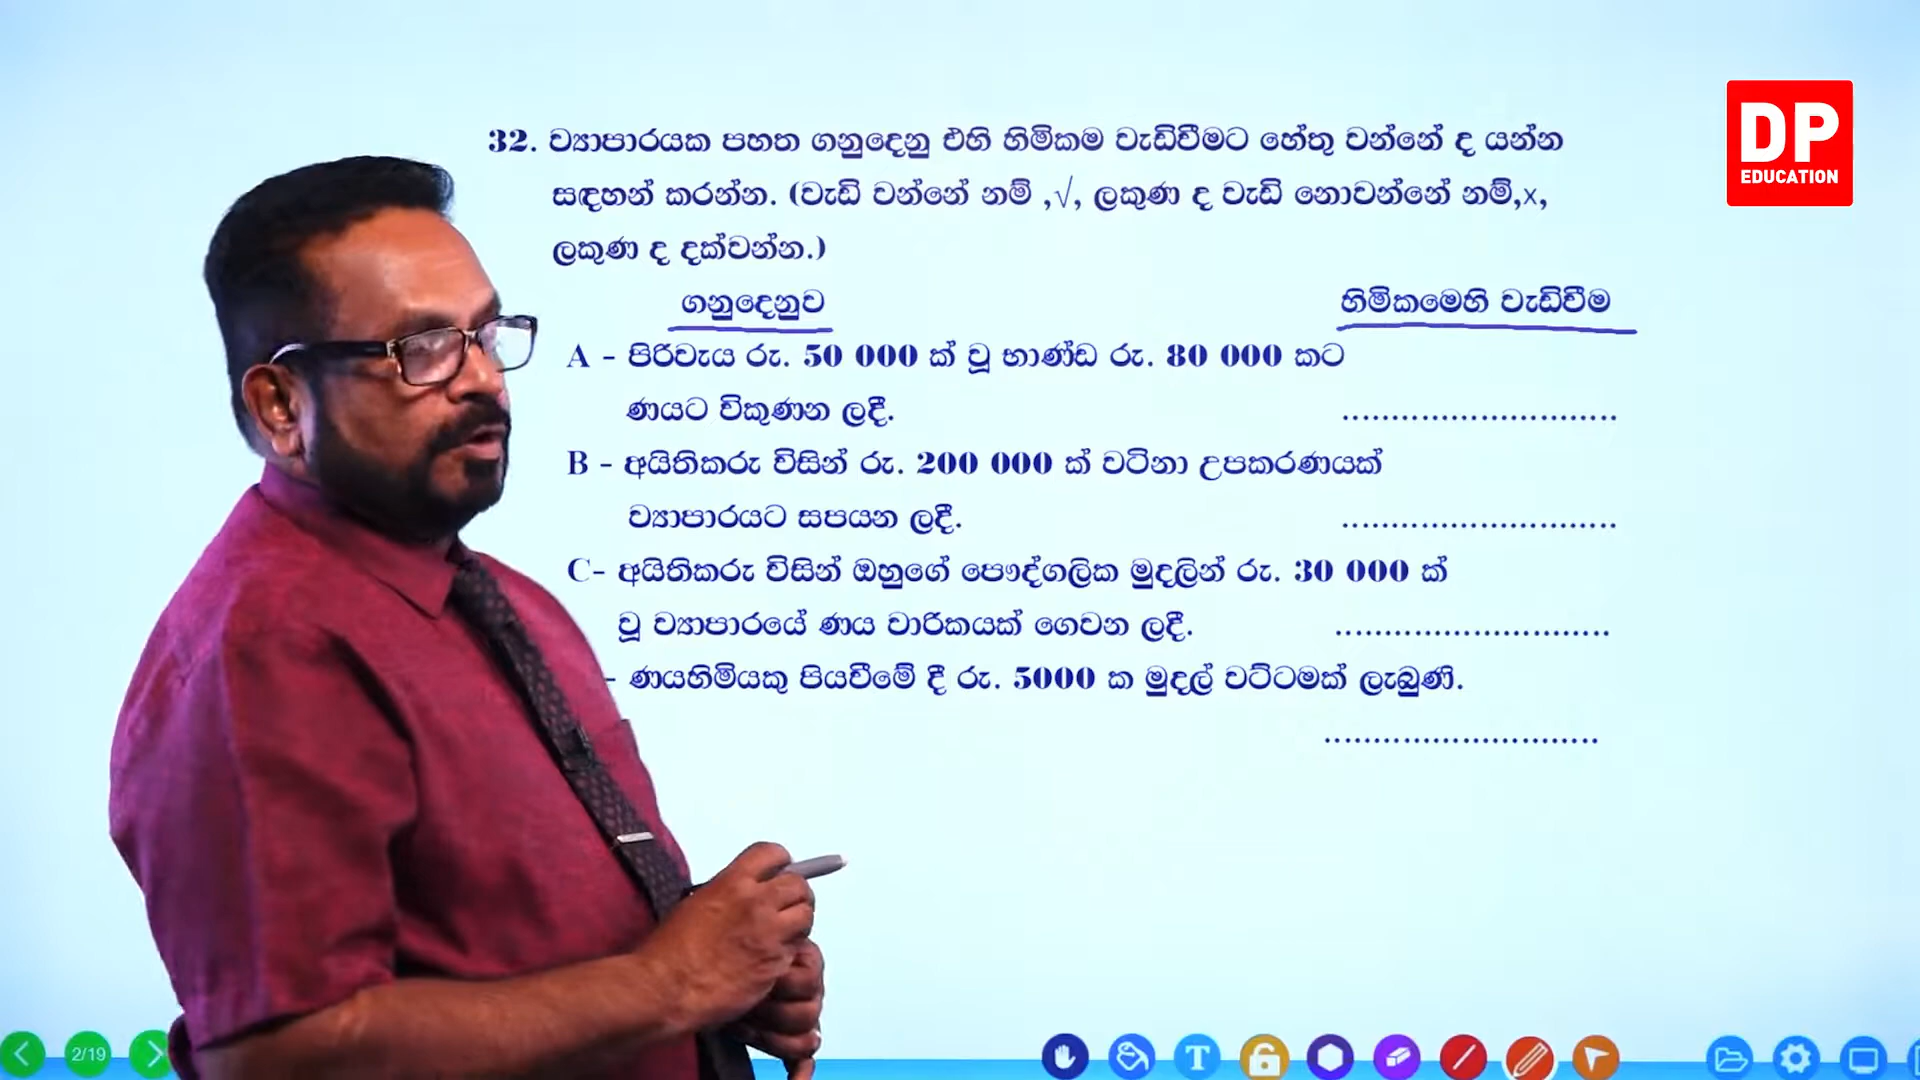 DP
EDUCATION
32. ව්‍යාපාරයක පහත ගනුදෙනු එහි හිමිකම වැඩිවීමට හේතු වන්නේ ද යන්න
සඳහන් කරන්න. (වැඩි වන්නේ නම් ,√, ලකුණ ද වැඩි නොවන්නේ නම්,x,
ලකුණ ද දක්වන්න.)
ගනුදෙනුව හිමිකමෙහි වැඩිවීම
A - පිරිවැය රු. 50 000 ක් වූ භාණ්ඩ රු. 80 000 කට
ණයට විකුණන ලදී. ............................
B - අයිතිකරු විසින් රු. 200 000 ක් වටිනා උපකරණයක්
ව්‍යාපාරයට සපයන ලදී. ............................
C- අයිතිකරු විසින් ඔහුගේ පෞද්ගලික මුදලින් රු. 30 000 ක්
වූ ව්‍යාපාරයේ ණය වාරිකයක් ගෙවන ලදී. ............................
- ණයහිමියකු පියවීමේ දී රු. 5000 ක මුදල් වට්ටමක් ලැබුණි.
............................
2/19
T